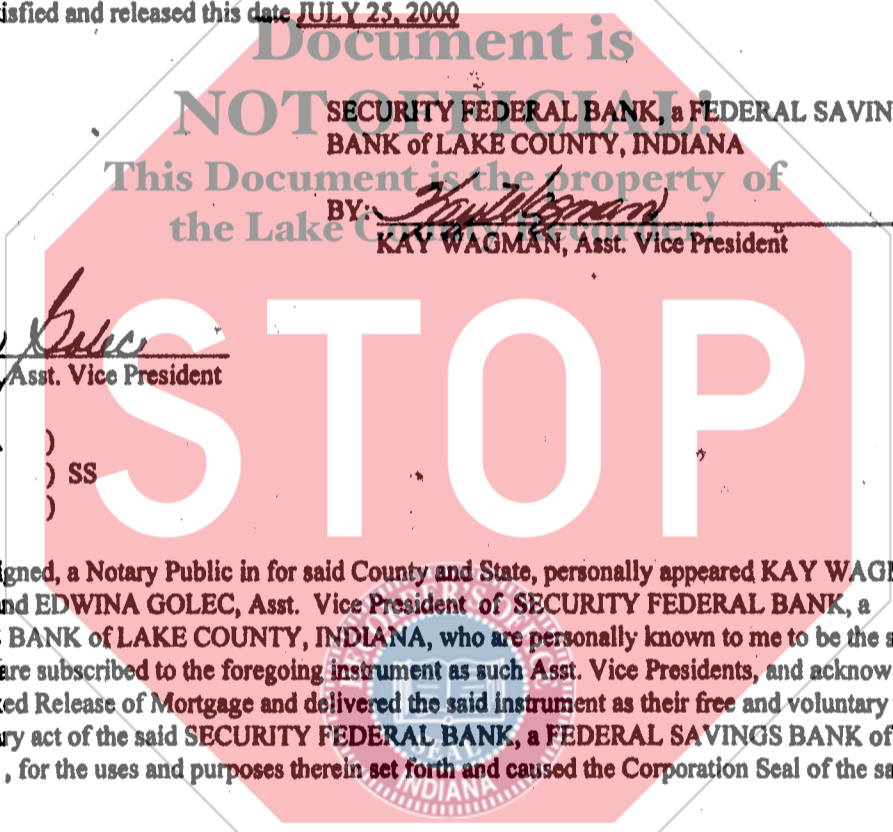 isfied and released this date JULY 25, 2000
Document is
NOT OFFICIAL!
SECURITY FEDERAL BANK, a FEDERAL SAVIN
BANK of LAKE COUNTY, INDIANA
This Document is the property of
the Lake County Recorder!
BY: Kay Wagman
KAY WAGMAN, Asst. Vice President
Golec
Asst. Vice President
STOP
)
) SS
)
igned, a Notary Public in for said County and State, personally appeared KAY WAG
nd EDWINA GOLEC, Asst. Vice President of SECURITY FEDERAL BANK, a
BANK of LAKE COUNTY, INDIANA, who are personally known to me to be the s
are subscribed to the foregoing instrument as such Asst. Vice Presidents, and acknow
ed Release of Mortgage and delivered the said instrument as their free and voluntary
ry act of the said SECURITY FEDERAL BANK, a FEDERAL SAVINGS BANK of
, for the uses and purposes therein set forth and caused the Corporation Seal of the sa
RECORDER'S OFFICE
SEAL
INDIANA